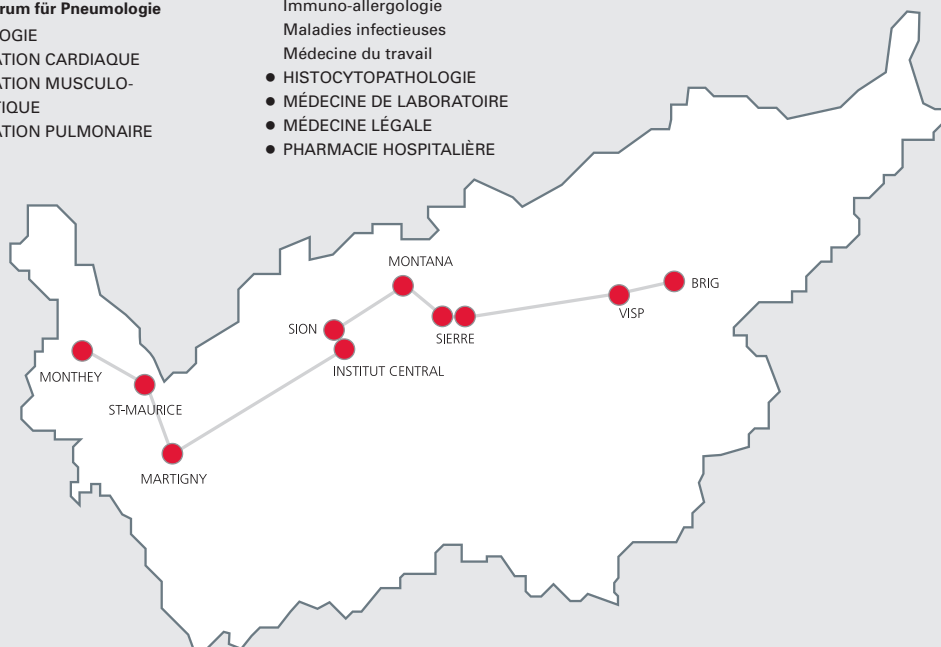 rum für Pneumologie
OGIE
ATION CARDIAQUE
ATION MUSCULO-
TIQUE
ATION PULMONAIRE
Immuno-allergologie
Maladies infectieuses
Médecine du travail
● HISTOCYTOPATHOLOGIE
● MÉDECINE DE LABORATOIRE
● MÉDECINE LÉGALE
● PHARMACIE HOSPITALIÈRE
MONTANA
BRIG
VISP
SION
SIERRE
INSTITUT CENTRAL
MONTHEY
ST-MAURICE
MARTIGNY